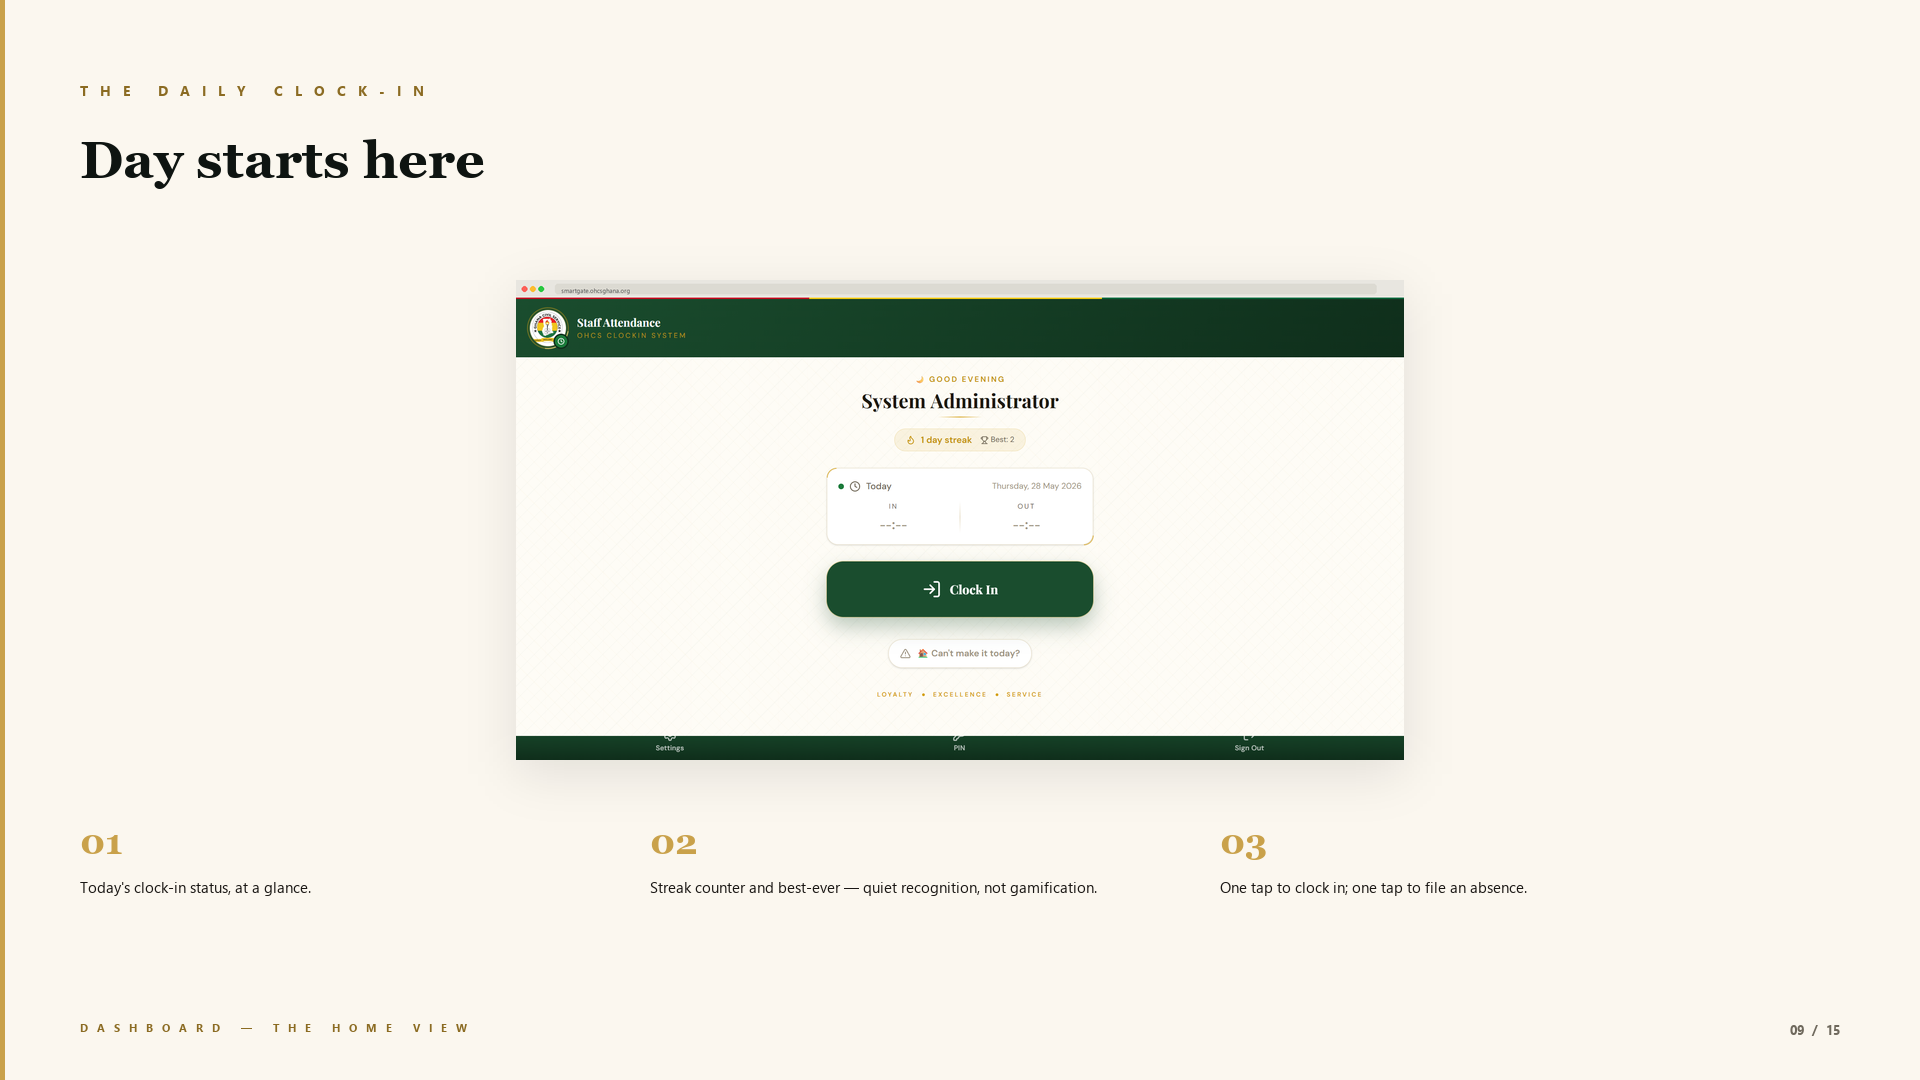 THE DAILY CLOCK-IN
Day starts here
smartgate.ohcsghana.org
Staff Attendance
OHCS CLOCKIN SYSTEM
GOOD EVENING
System Administrator
1 day streak Best: 2
Today Thursday, 28 May 2026
IN OUT
--:-- --:--
Clock In
Can't make it today?
LOYALTY • EXCELLENCE • SERVICE
Settings PIN Sign Out
01
Today's clock-in status, at a glance.
02
Streak counter and best-ever — quiet recognition, not gamification.
03
One tap to clock in; one tap to file an absence.
DASHBOARD — THE HOME VIEW
09 / 15